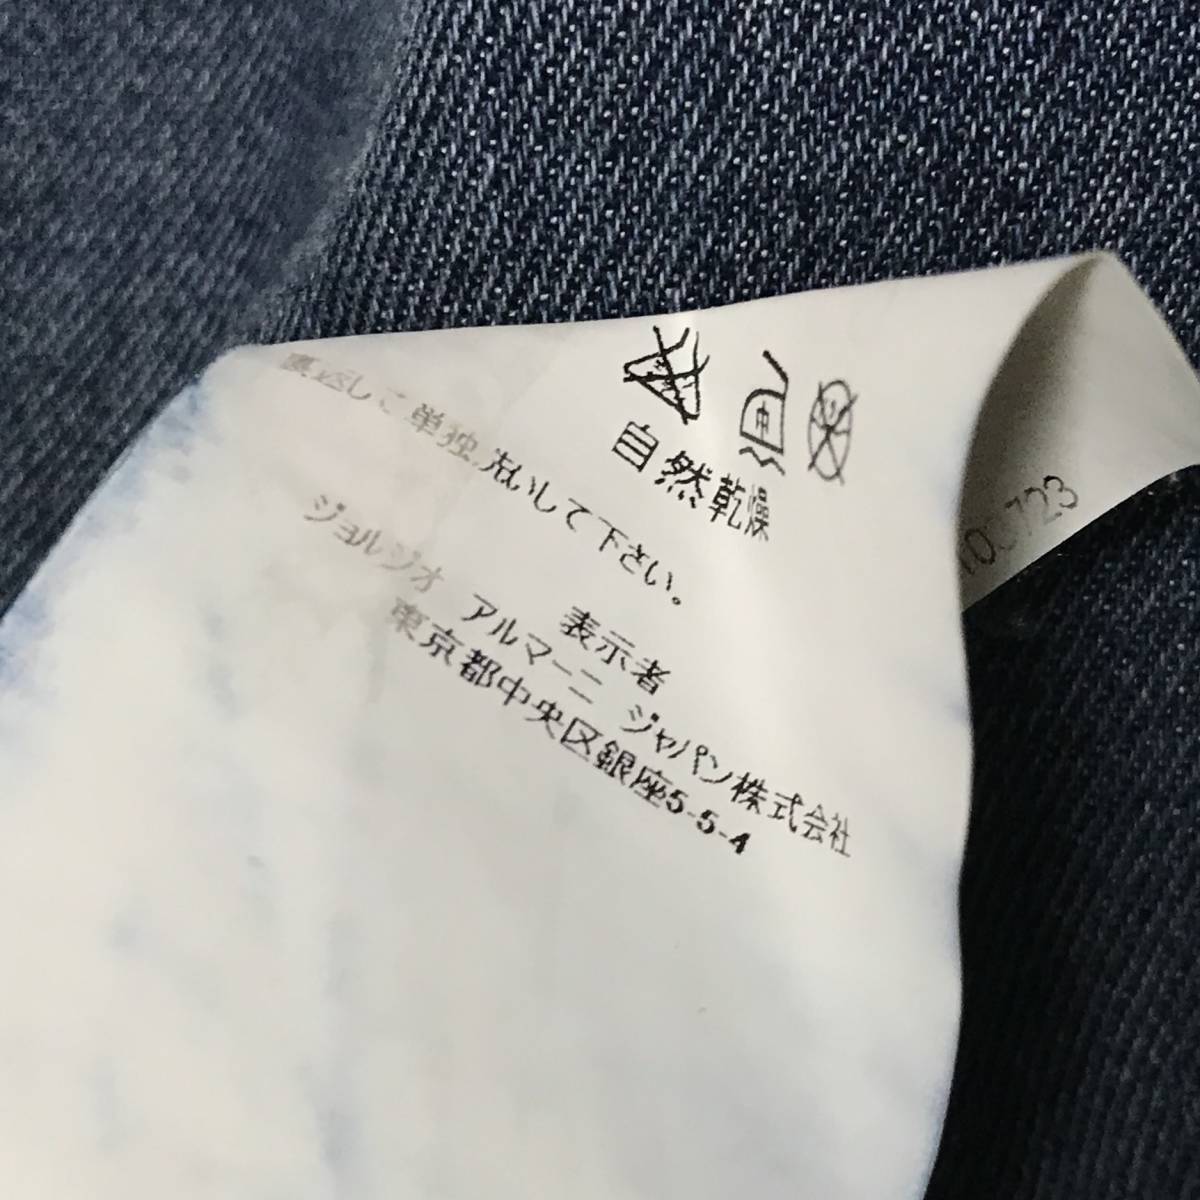 自然乾燥
裏返しに単独洗いして下さい。
表示者
ジョルジオ アルマーニ ジャパン株式会社
東京都中央区銀座5-5-4